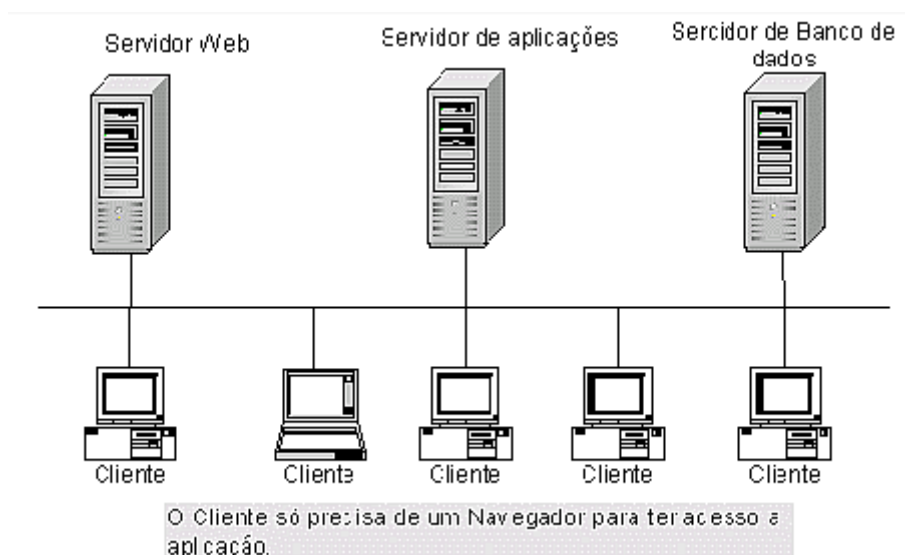 Servidor Web
Servidor de aplicações
Sercidor de Banco de
dados
Cliente
Cliente
Cliente
Cliente
Cliente
O Cliente só precisa de um Navegador para ter acesso a
aplicação.